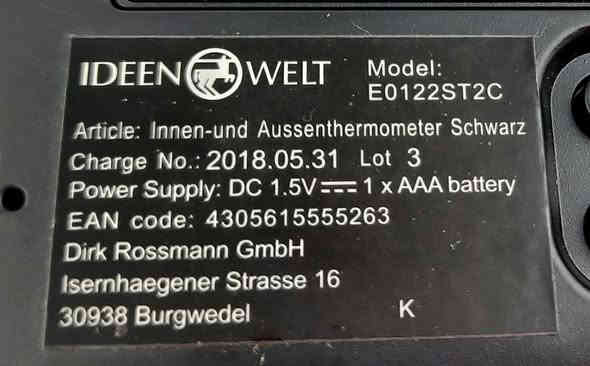 IDEEN WELT Model:
E0122ST2C
Article: Innen-und Aussenthermometer Schwarz
Charge No.: 2018.05.31 Lot 3
Power Supply: DC 1.5V⎓ 1 x AAA battery
EAN code: 4305615555263
Dirk Rossmann GmbH
Isernhaegener Strasse 16
30938 Burgwedel K